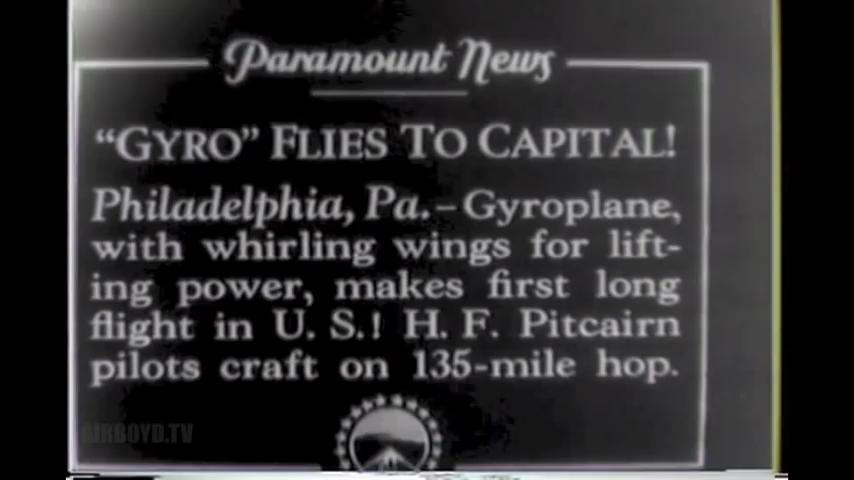 Paramount News
"GYRO" FLIES TO CAPITAL!
Philadelphia, Pa.–Gyroplane,
with whirling wings for lift-
ing power, makes first long
flight in U. S.! H. F. Pitcairn
pilots craft on 135-mile hop.
AIRBOYD.TV